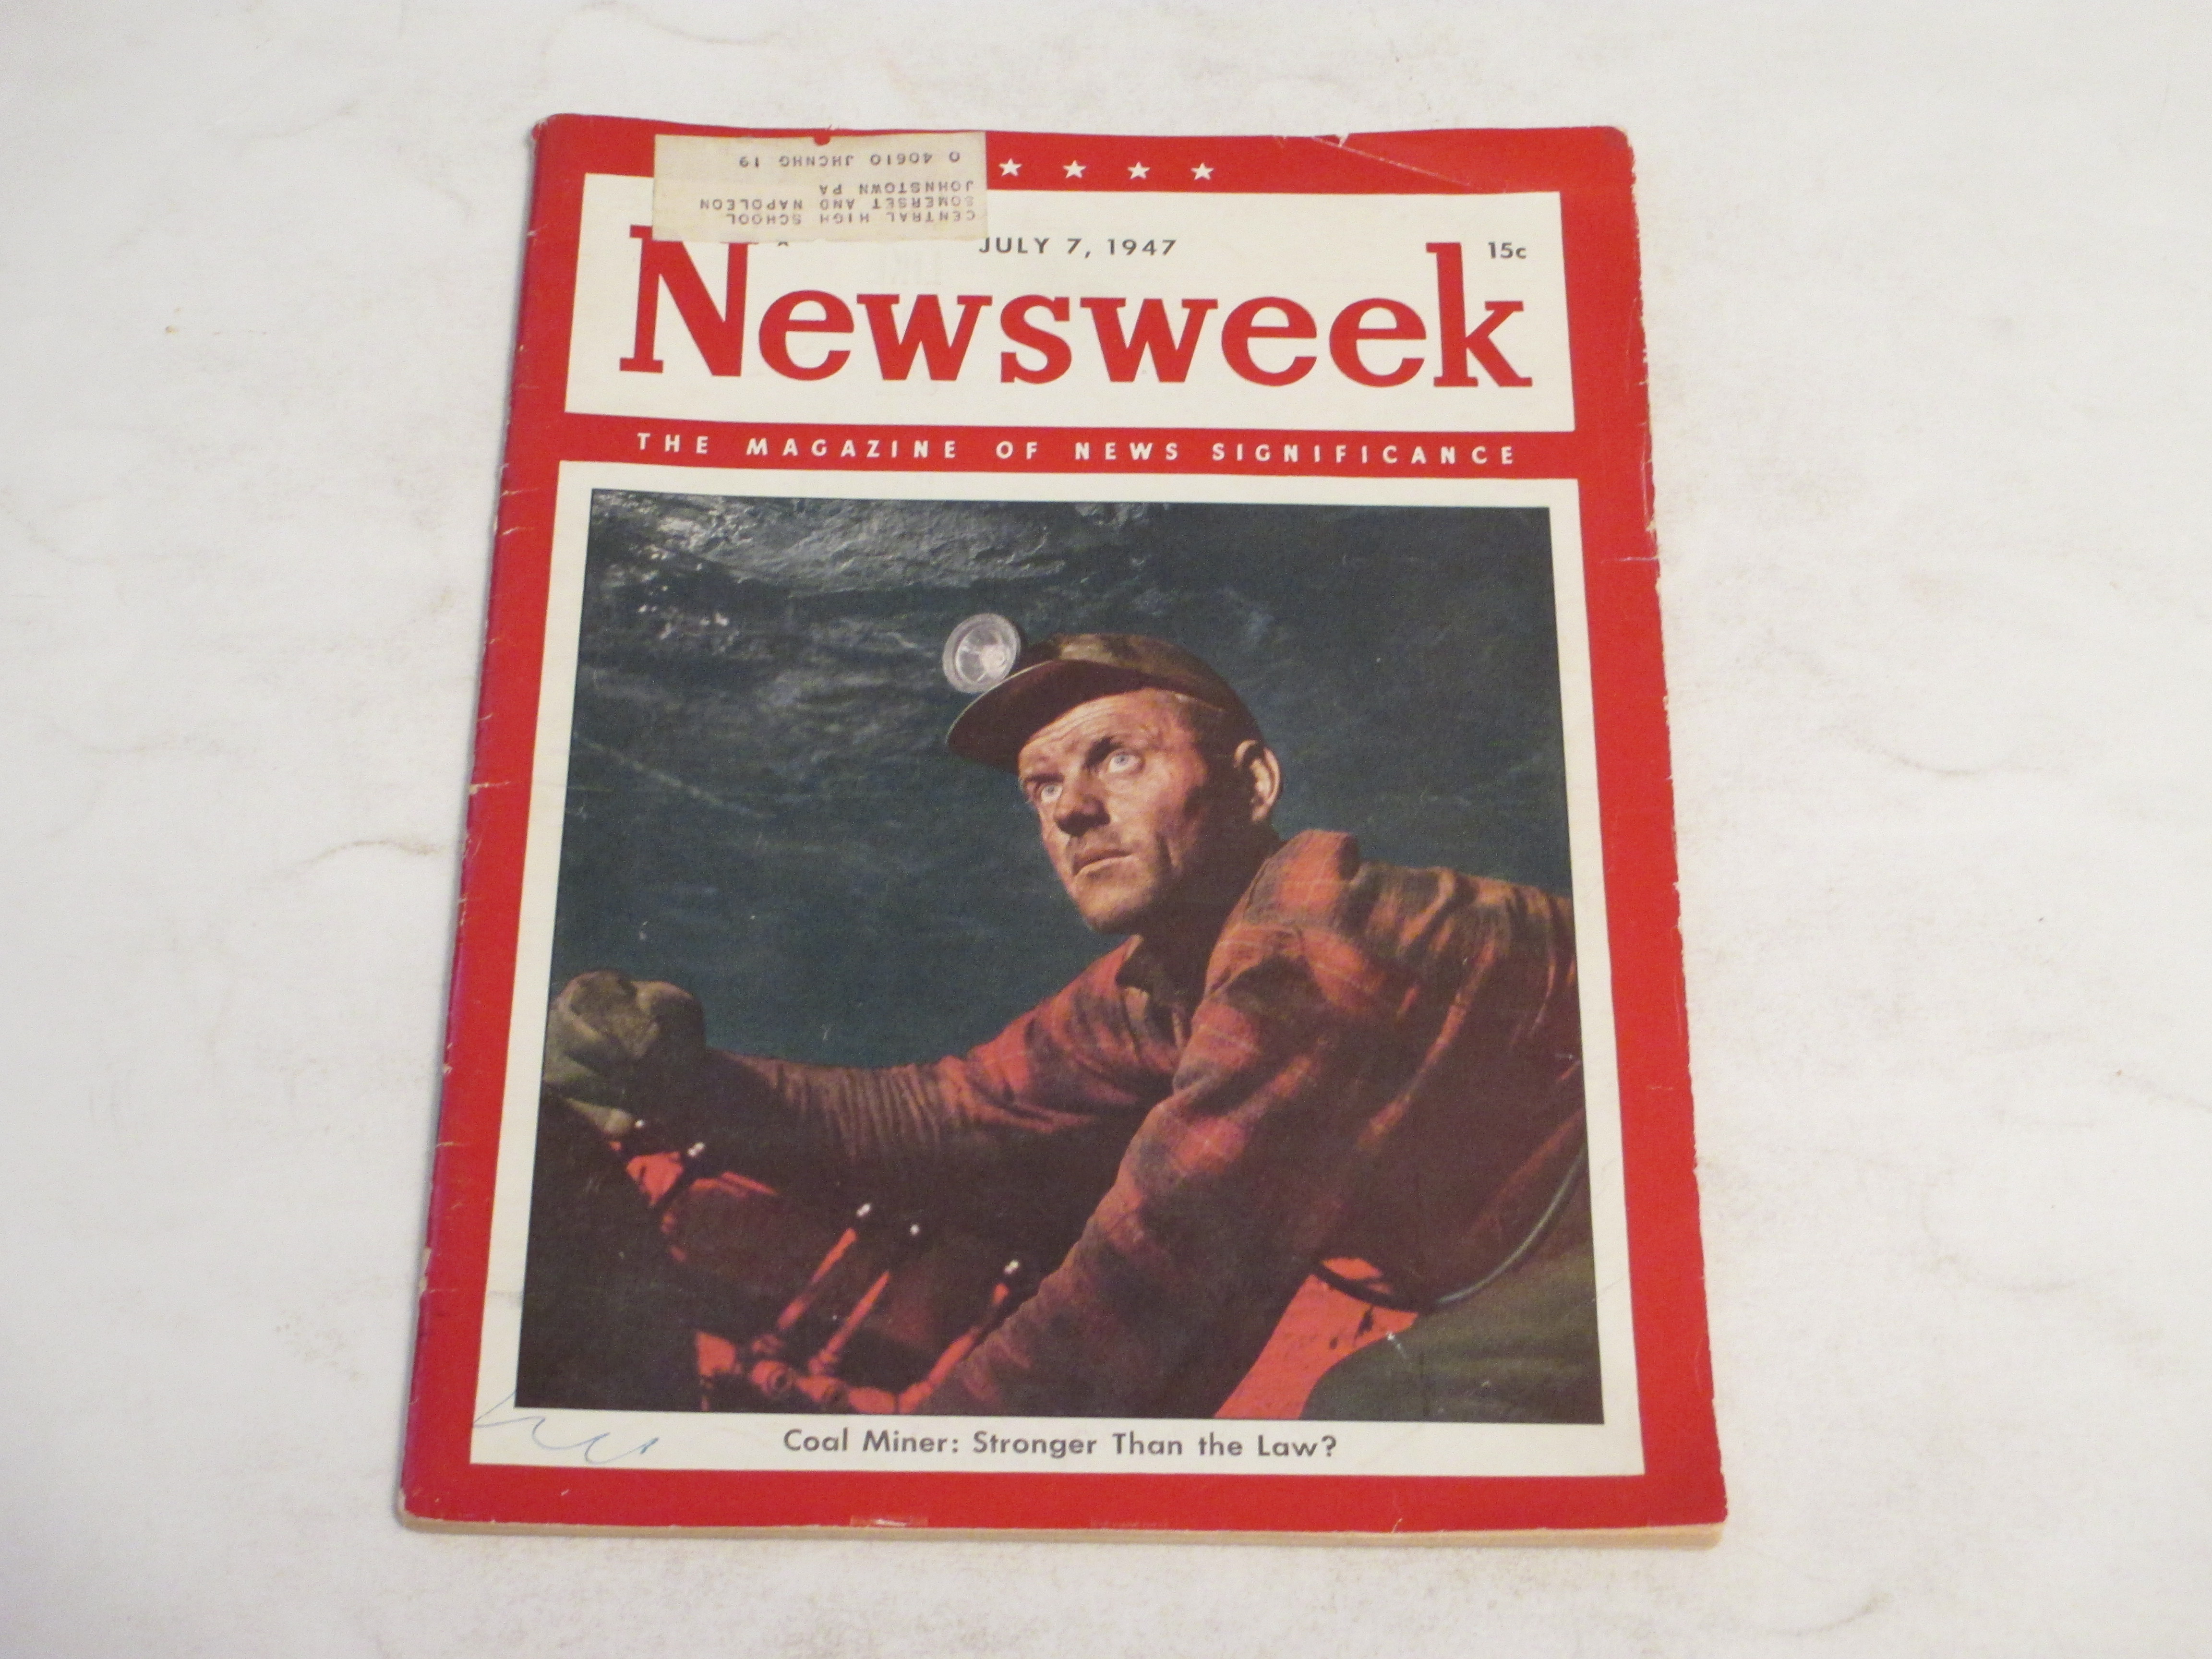 CENTRAL HIGH SCHOOL
SOMERSET AND NAPOLEON
JOHNSTOWN PA
O 40610 JHCNHG 19
JULY 7, 1947
15c
Newsweek
THE MAGAZINE OF NEWS SIGNIFICANCE
Coal Miner: Stronger Than the Law?